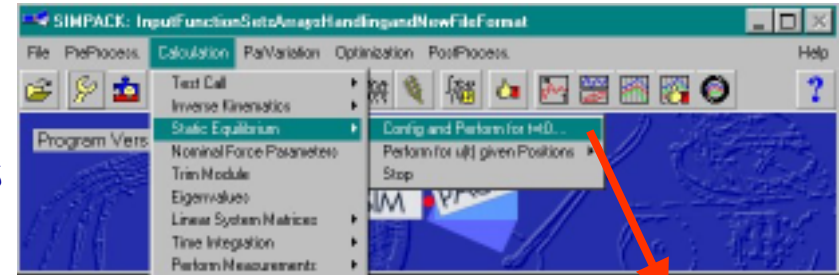 SIMPACK: InputFunctionSetsArraysHandlingandNewFileFormat
File PreProcess. Calculation ParVariation Optimization PostProcess. Help
Test Call
Inverse Kinematics
Static Equilibrium
Config and Perform for t=t0...
Program Vers
Nominal Force Parameters
Perform for u(t) given Positions
Trim Module
Stop
Eigenvalues
Linear System Matrices
Time Integration
Perform Measurements